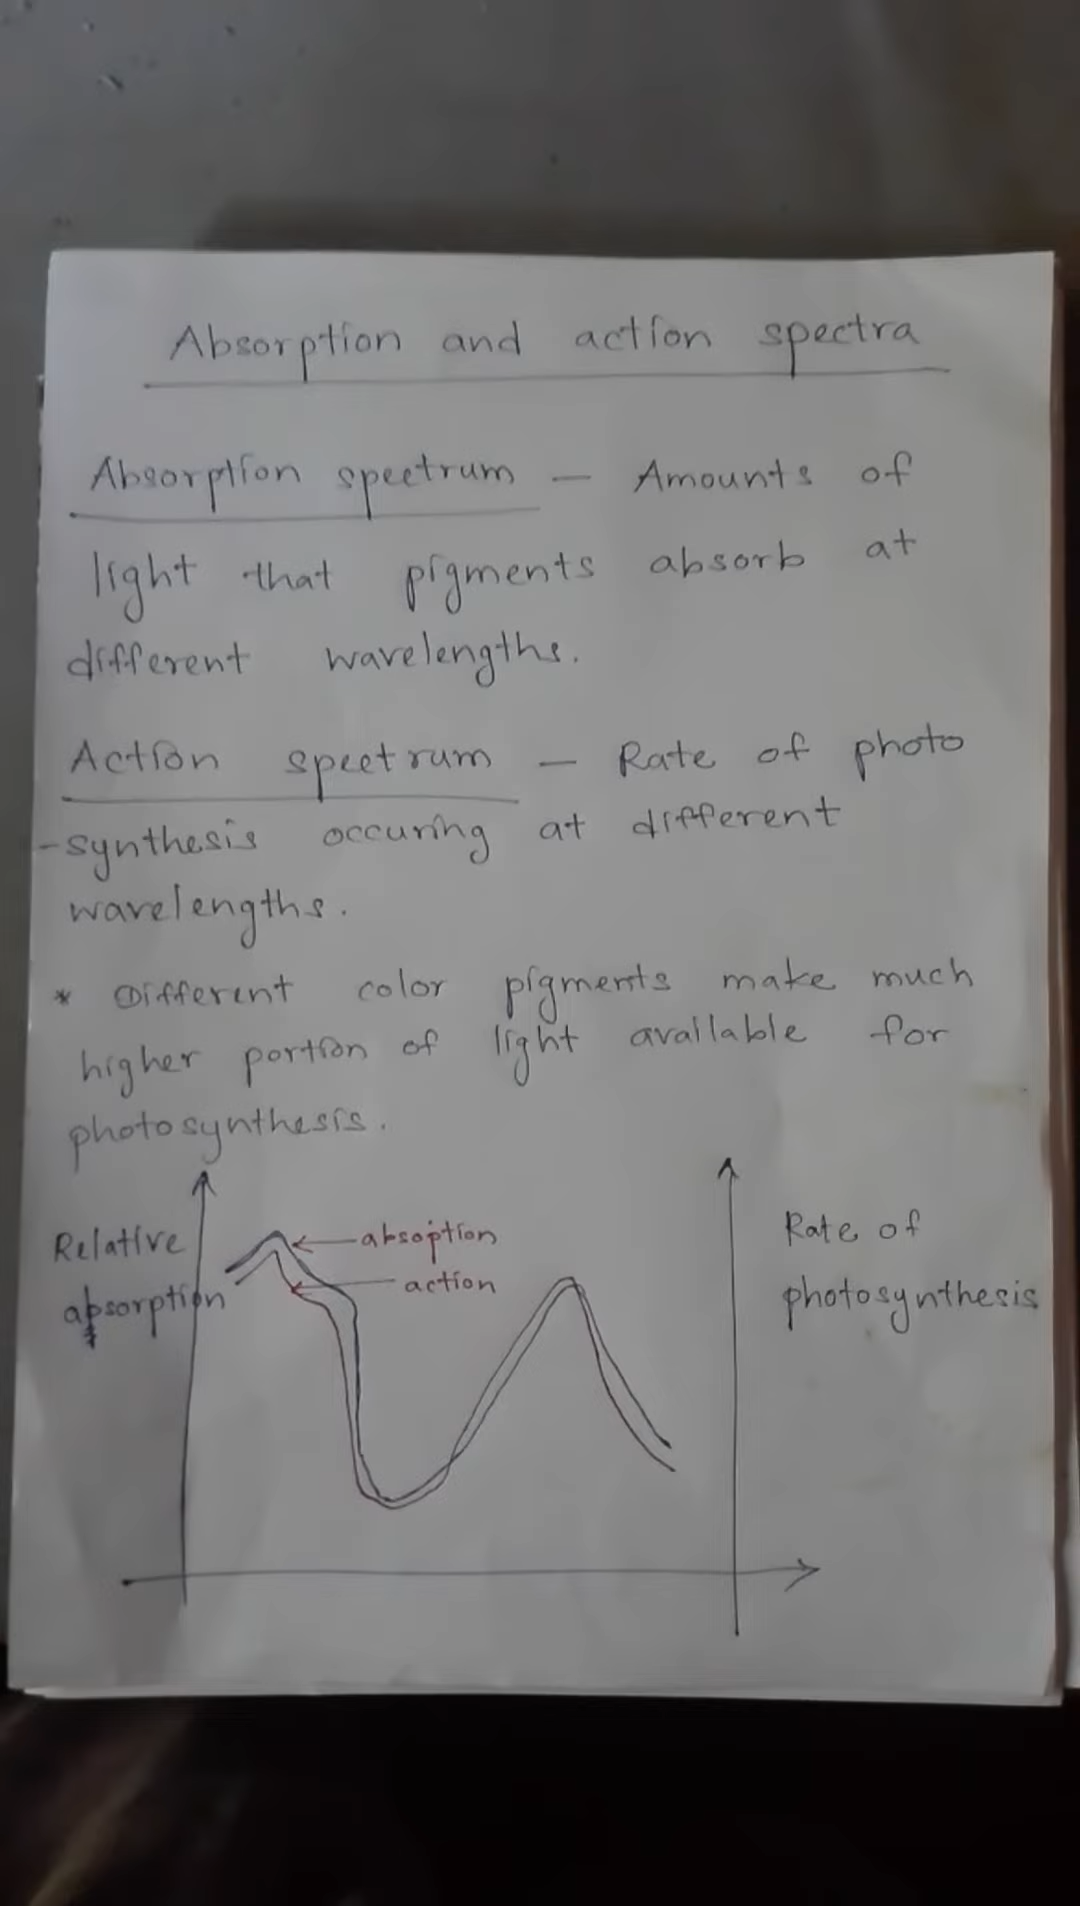 Absorption and action spectra
Absorption spectrum — Amounts of
light that pigments absorb at
different wavelengths.
Action spectrum — Rate of photo
-synthesis occuring at different
wavelengths.
* Different color pigments make much
higher portion of light available for
photosynthesis.
Relative
absorption
absoption
action
Rate of
photosynthesis